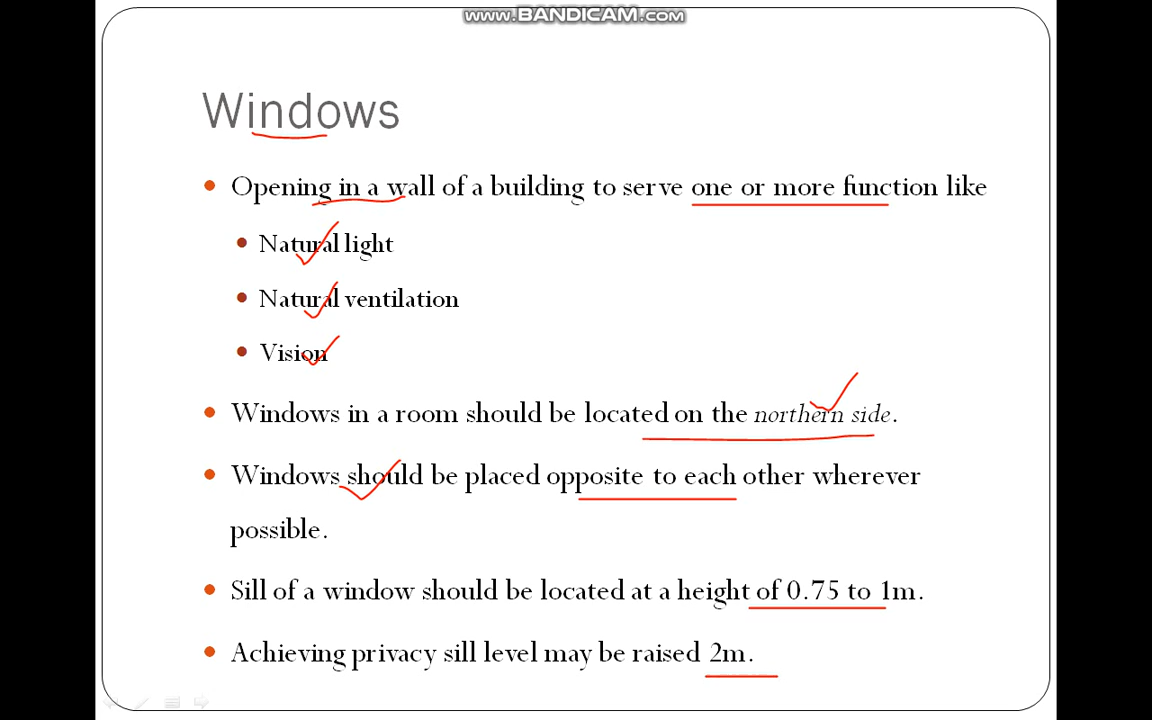 www.BANDICAM.com
Windows
Opening in a wall of a building to serve one or more function like
Natural light
Natural ventilation
Vision
Windows in a room should be located on the northern side.
Windows should be placed opposite to each other wherever
possible.
Sill of a window should be located at a height of 0.75 to 1m.
Achieving privacy sill level may be raised 2m.